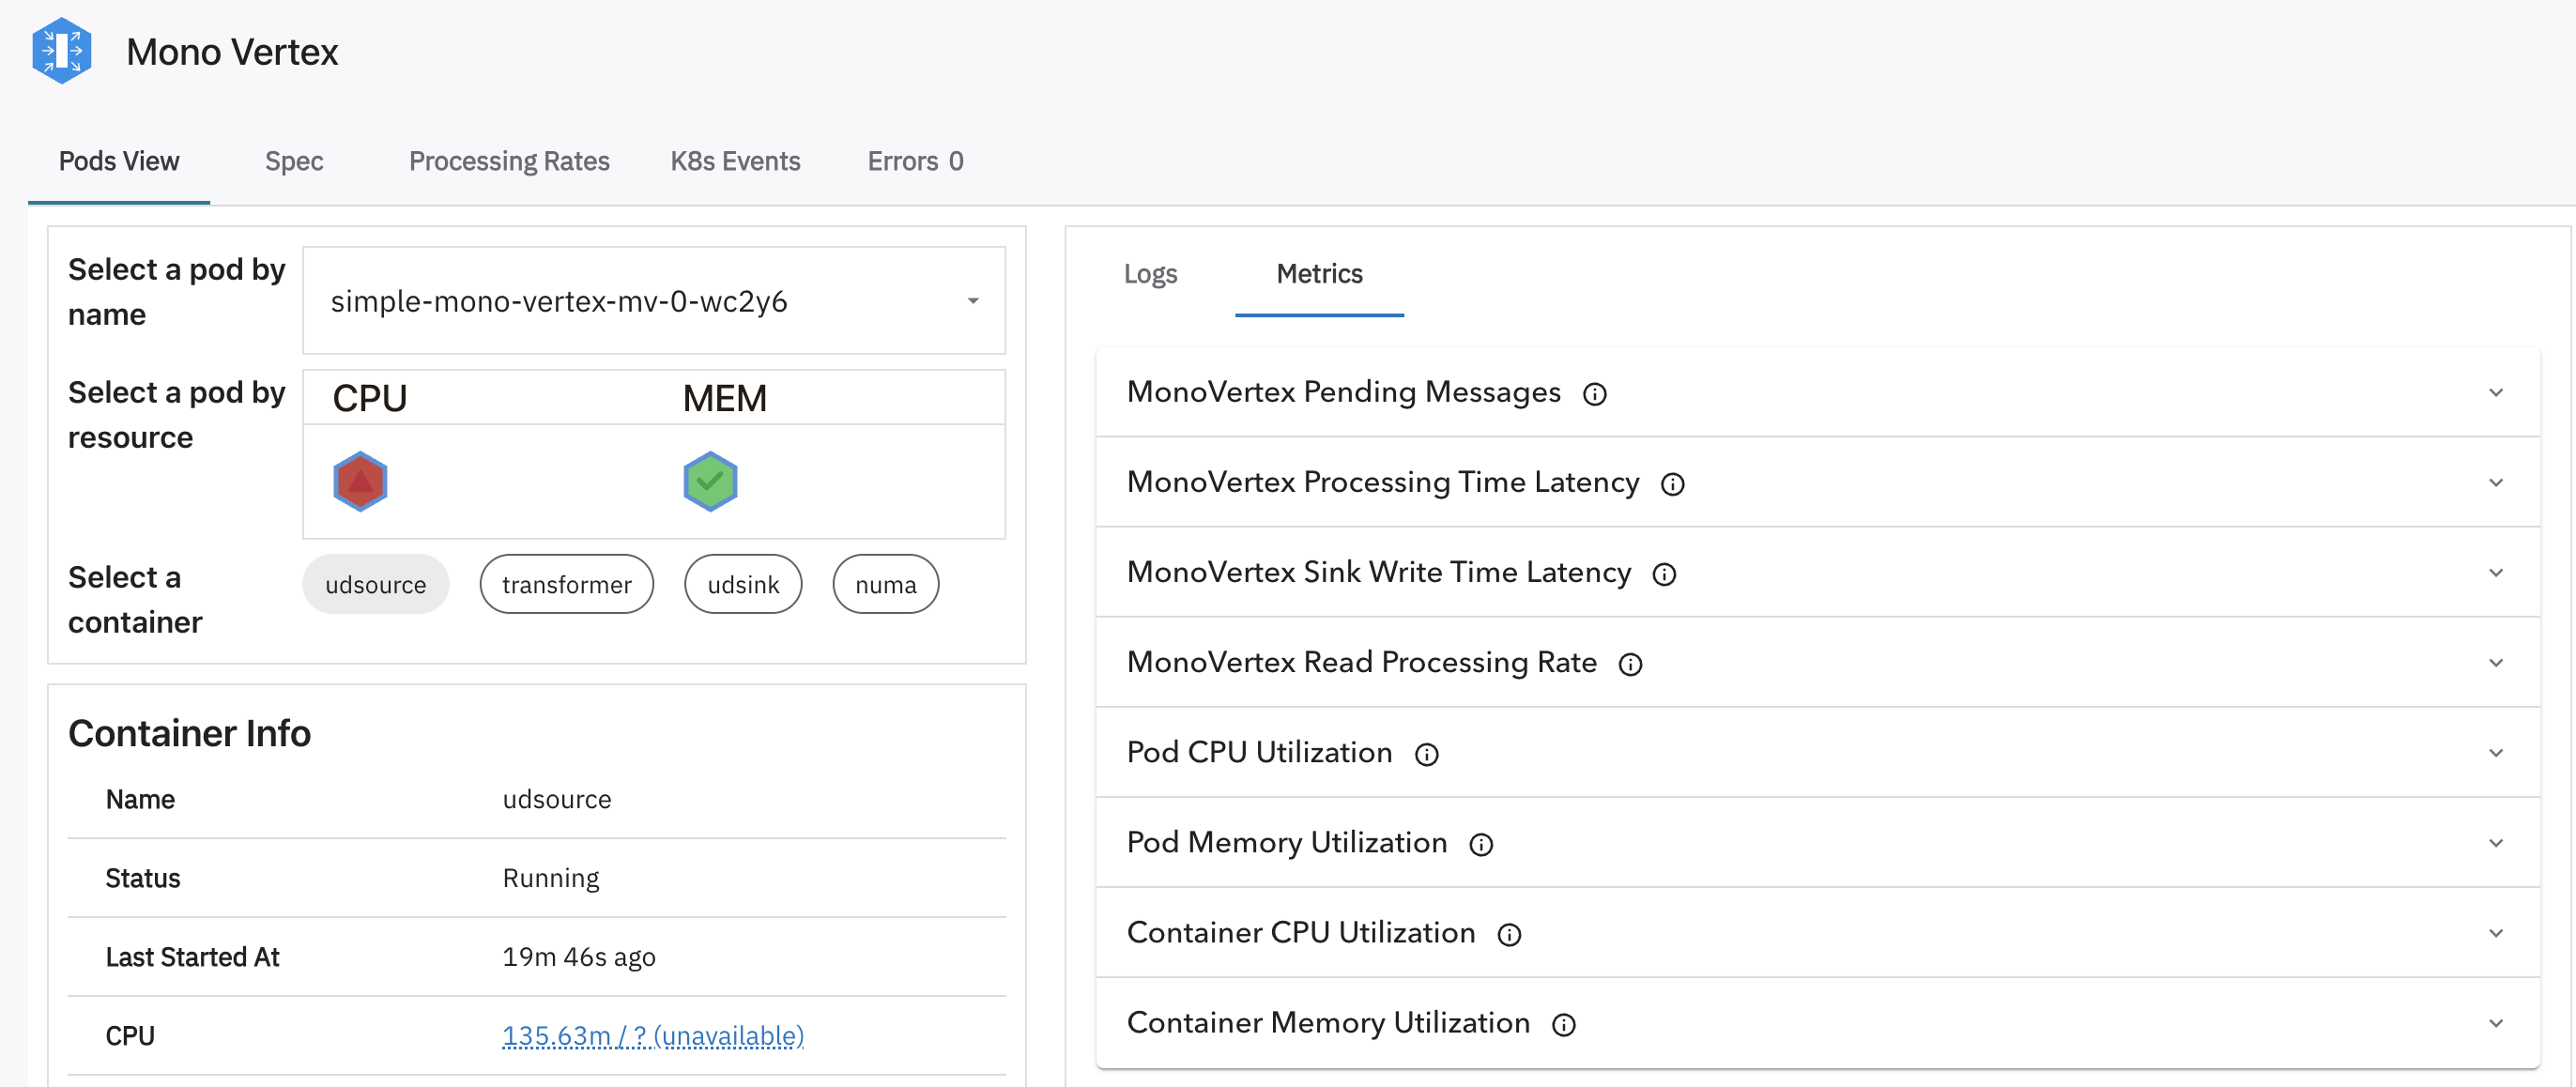 Mono Vertex
Pods View
Spec
Processing Rates
K8s Events
Errors 0
Select a pod by
name
simple-mono-vertex-mv-0-wc2y6
Select a pod by
resource
CPU
MEM
Select a
container
udsource
transformer
udsink
numa
Container Info
Name
udsource
Status
Running
Last Started At
19m 46s ago
CPU
135.63m / ? (unavailable)
Logs
Metrics
MonoVertex Pending Messages
MonoVertex Processing Time Latency
MonoVertex Sink Write Time Latency
MonoVertex Read Processing Rate
Pod CPU Utilization
Pod Memory Utilization
Container CPU Utilization
Container Memory Utilization